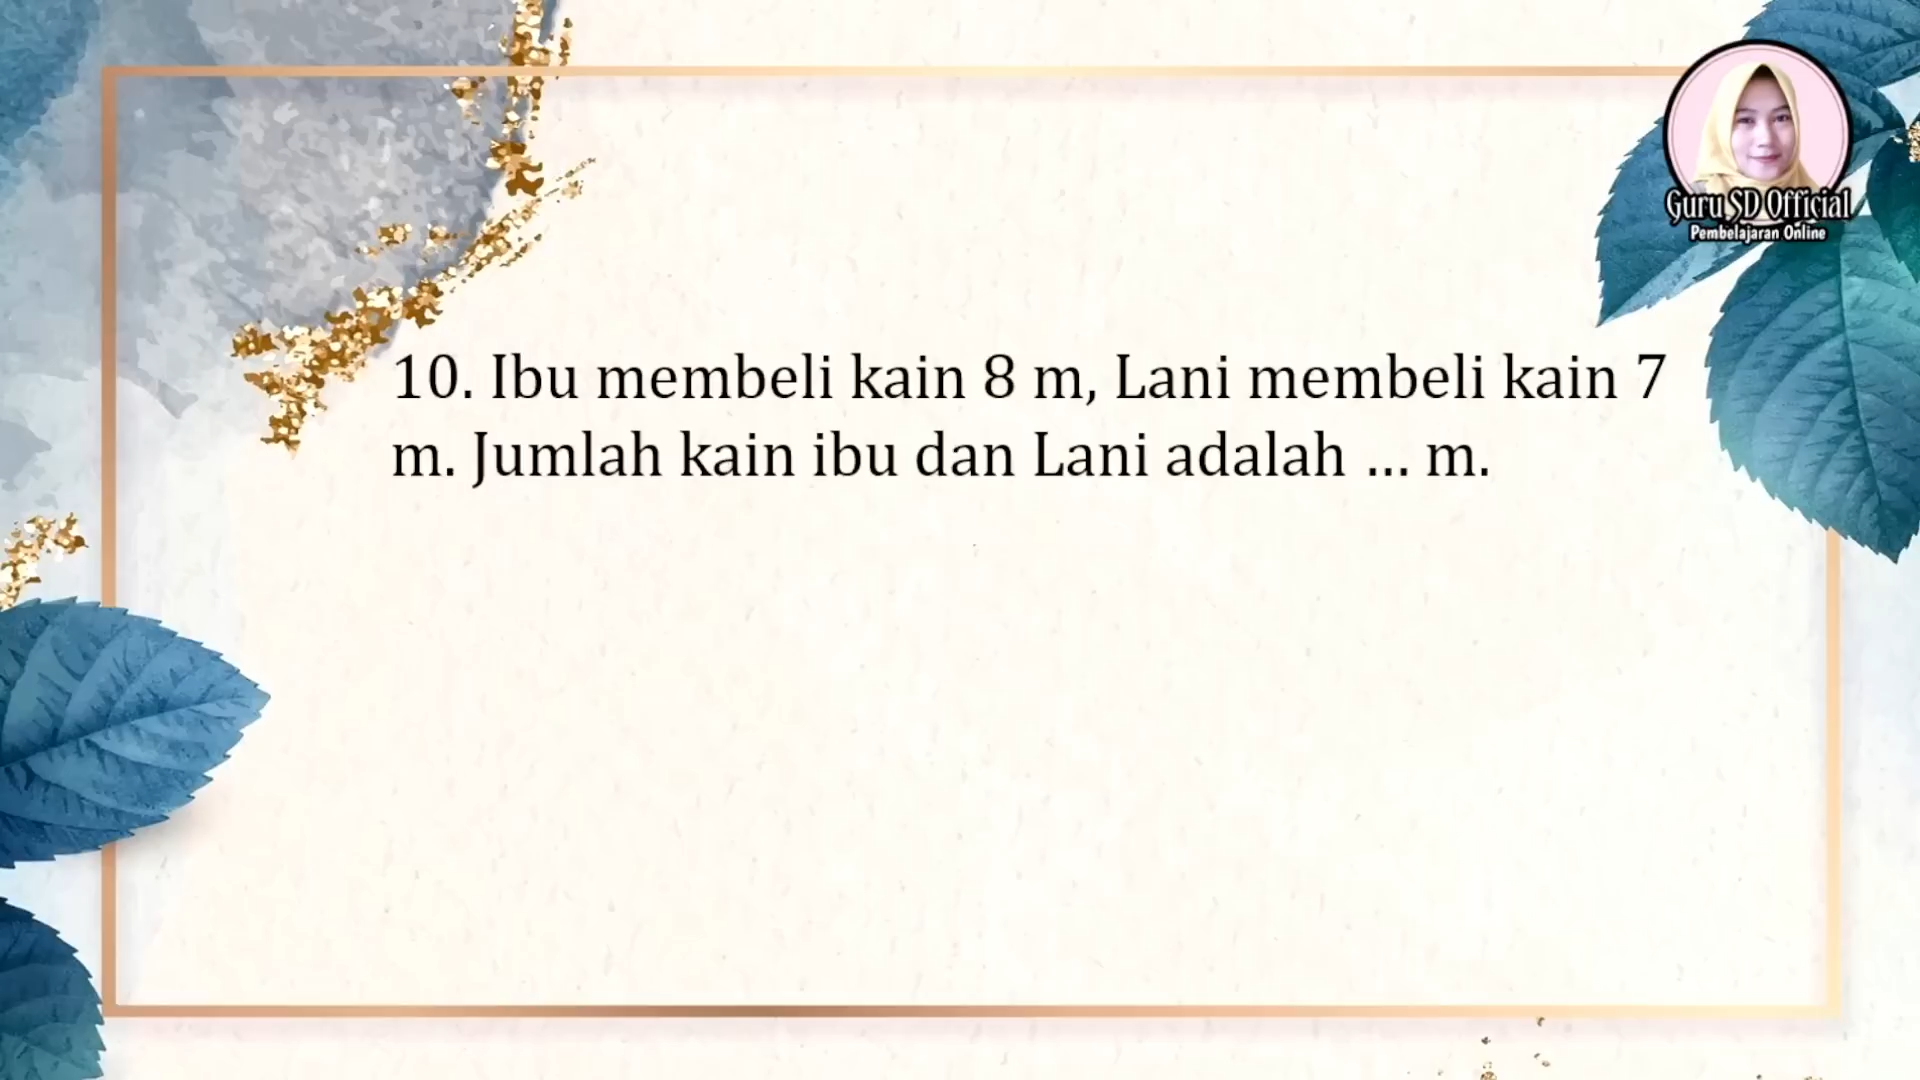 Guru SD Official
Pembelajaran Online
10. Ibu membeli kain 8 m, Lani membeli kain 7
m. Jumlah kain ibu dan Lani adalah ... m.